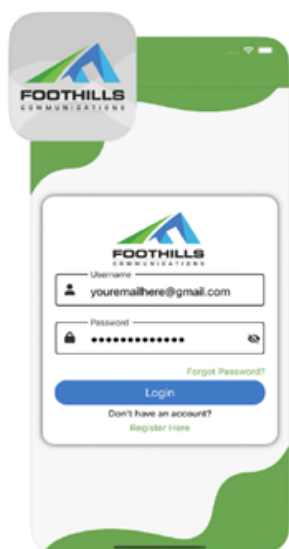 FOOTHILLS
COMMUNICATIONS
FOOTHILLS
COMMUNICATIONS
Username
youremailhere@gmail.com
Password
Forgot Password?
Login
Don't have an account?
Register Here